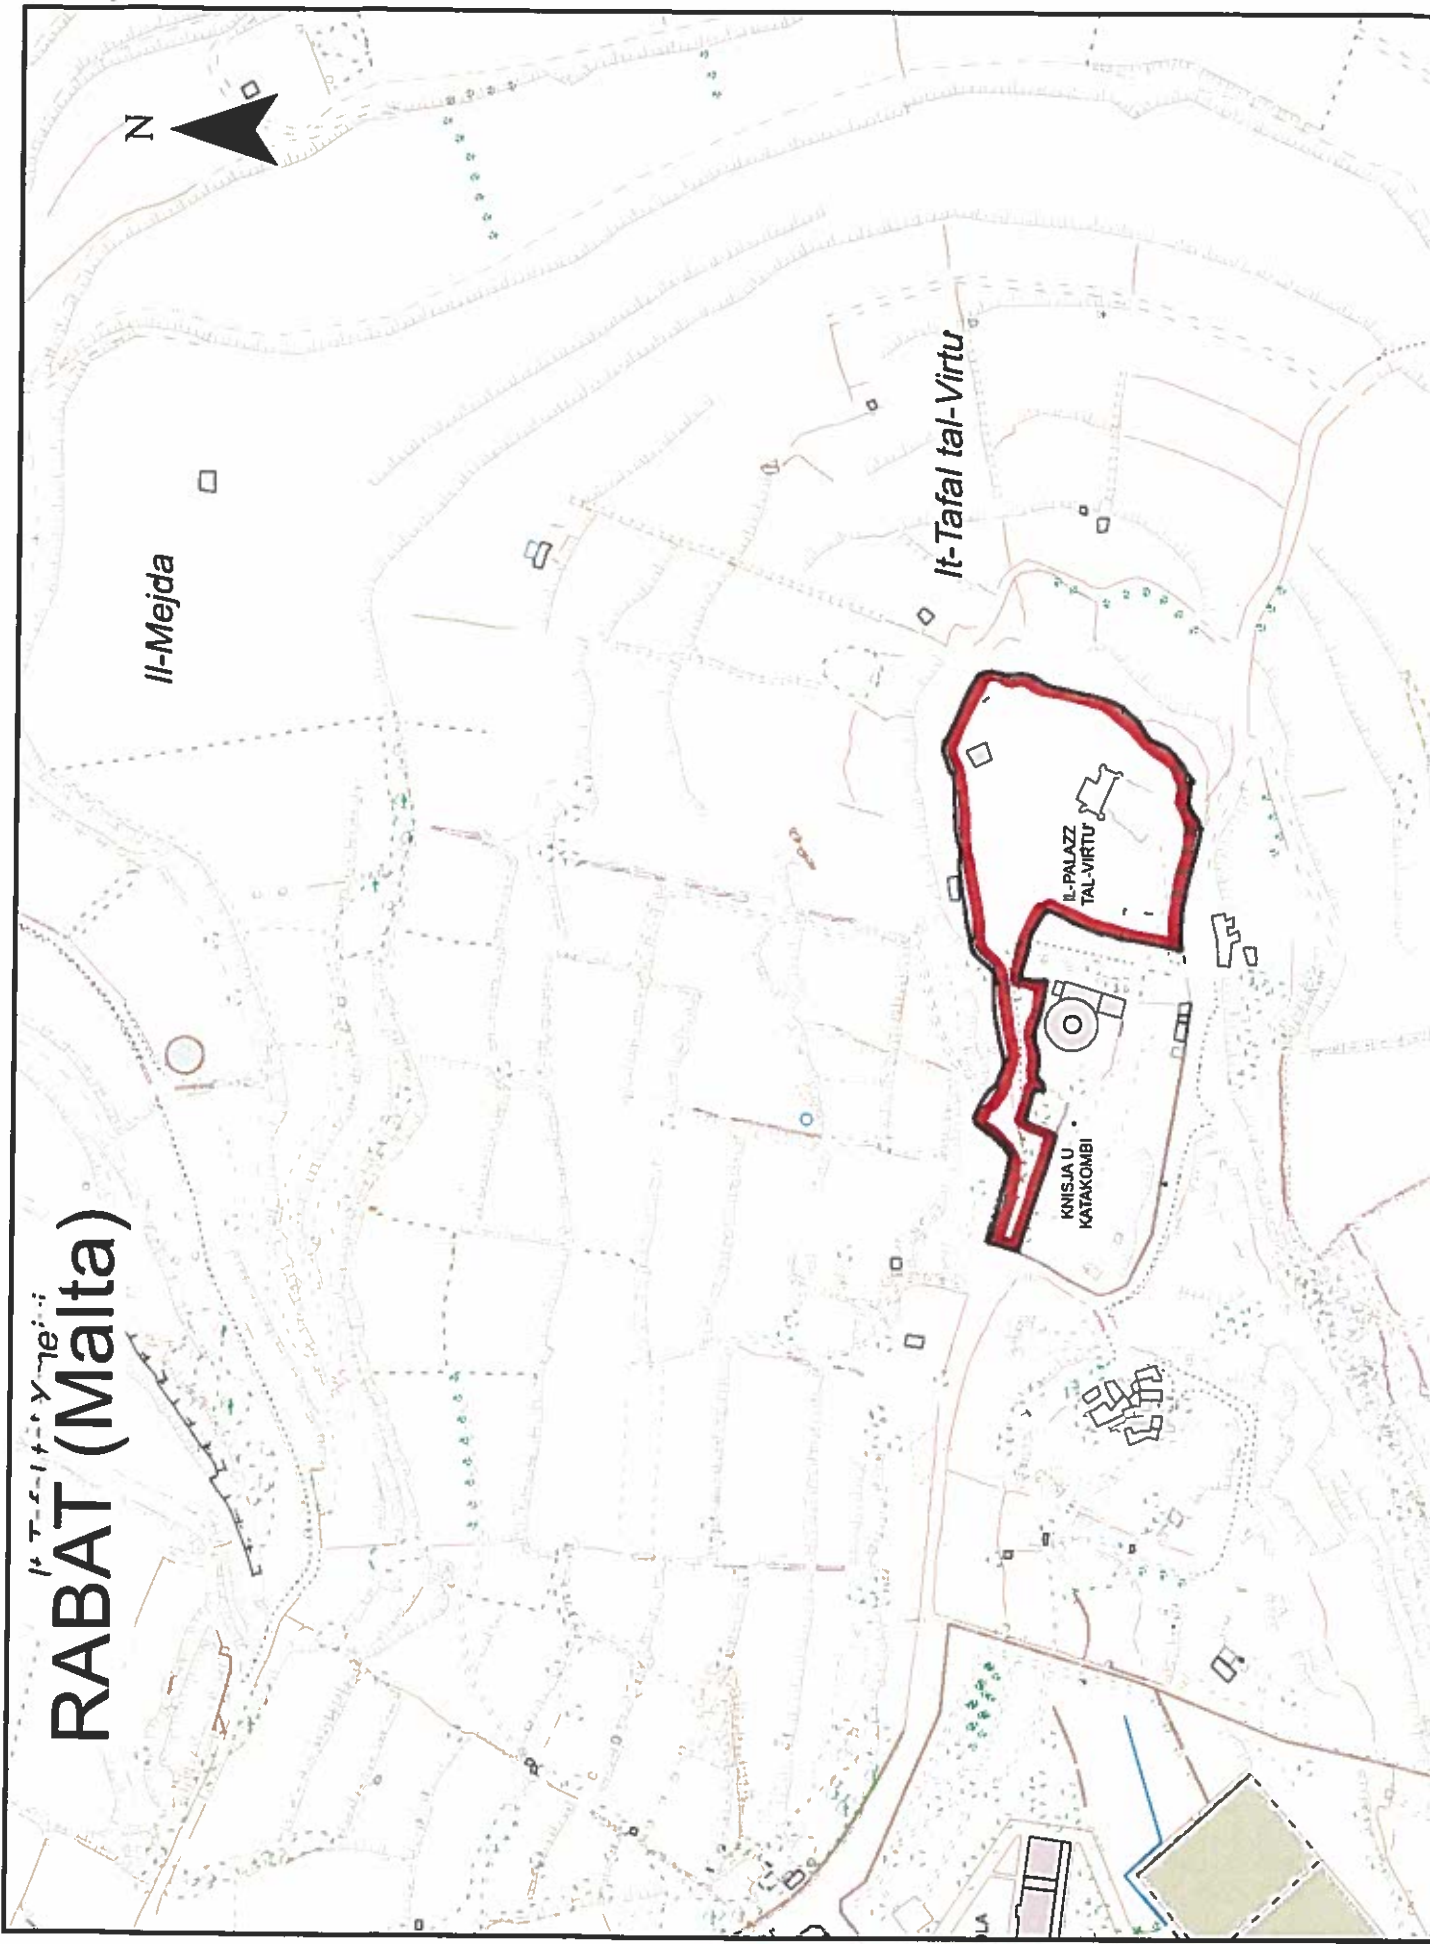 RABAT (Malta)
N
Il-Mejda
It-Tafal tal-Virtu
IL-PALAZZ
TAL-VIRTU'
KNISJA U
KATAKOMBI